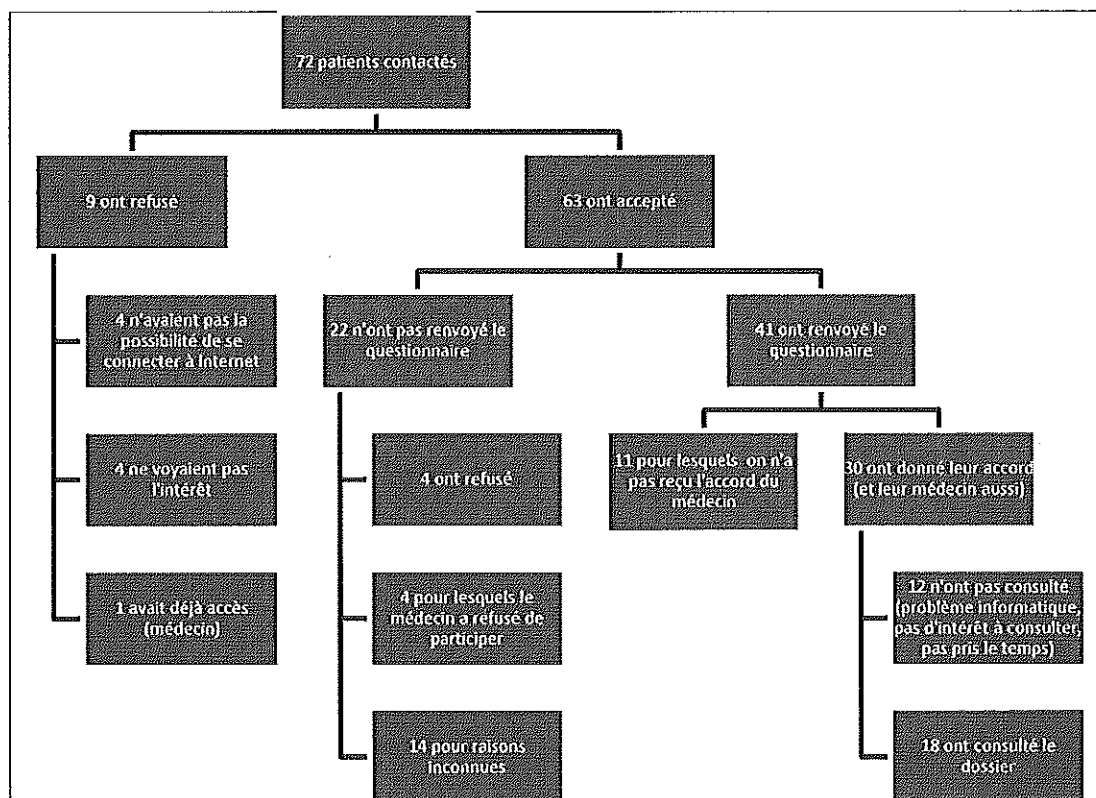 72 patients contactés
9 ont refusé
63 ont accepté
4 n'avaient pas la
possibilité de se
connecter à Internet
22 n'ont pas renvoyé le
questionnaire
41 ont renvoyé le
questionnaire
4 ne voyaient pas
l'intérêt
4 ont refusé
11 pour lesquels on n'a
pas reçu l'accord du
médecin
30 ont donné leur accord
(et leur médecin aussi)
1 avait déjà accès
(médecin)
4 pour lesquels le
médecin a refusé de
participer
12 n'ont pas consulté
(problème informatique,
pas d'intérêt à consulter,
pas pris le temps)
14 pour raisons
inconnues
18 ont consulté le
dossier